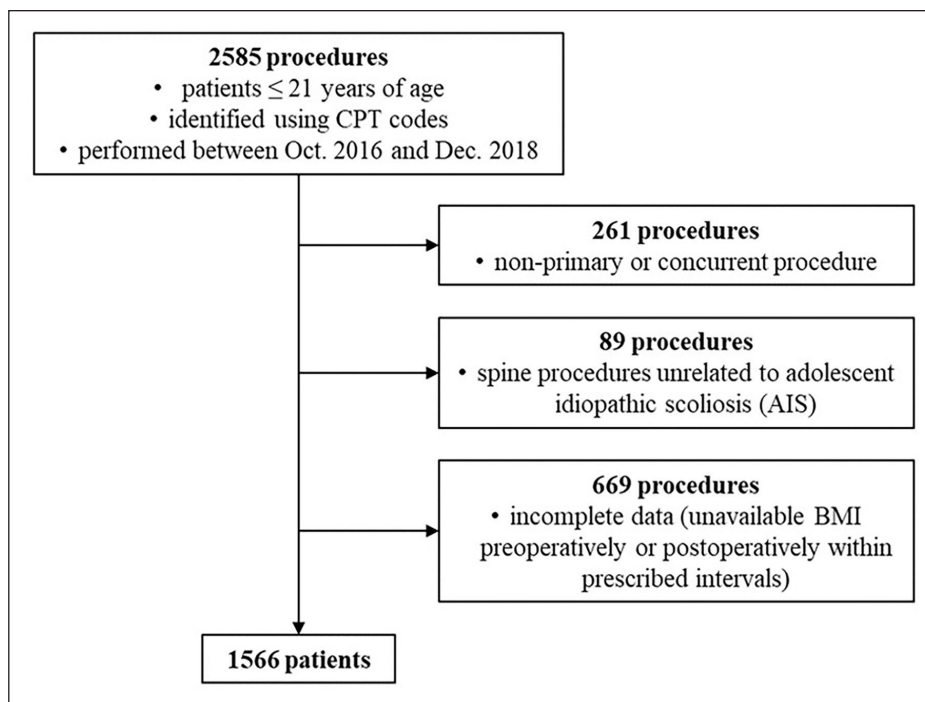 2585 procedures
• patients ≤ 21 years of age
• identified using CPT codes
• performed between Oct. 2016 and Dec. 2018
261 procedures
• non-primary or concurrent procedure
89 procedures
• spine procedures unrelated to adolescent
idiopathic scoliosis (AIS)
669 procedures
• incomplete data (unavailable BMI
preoperatively or postoperatively within
prescribed intervals)
1566 patients